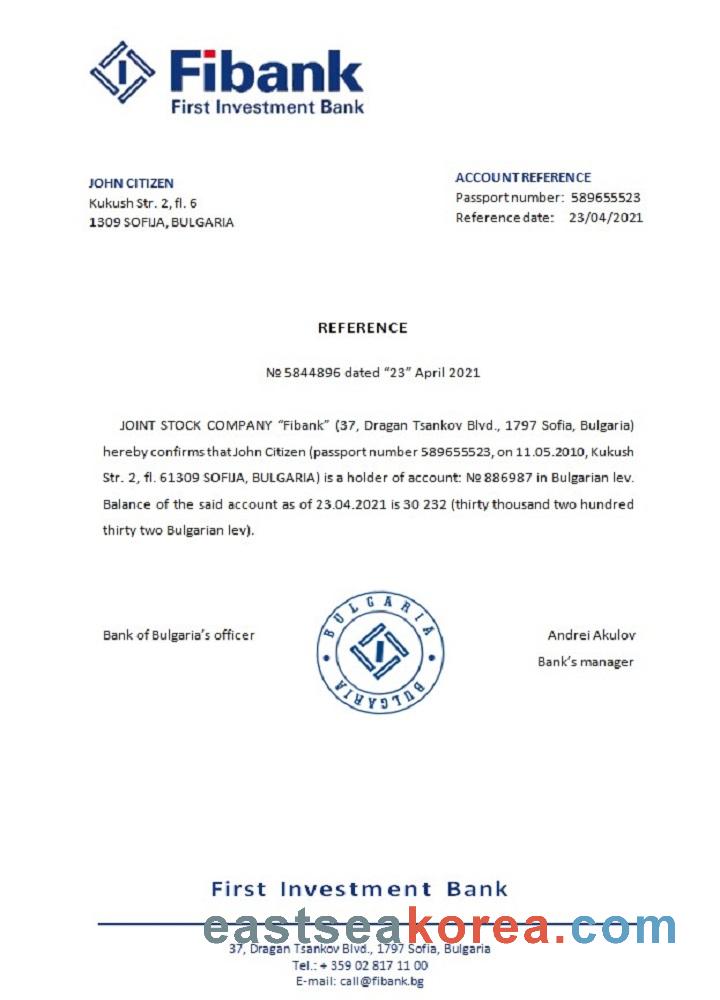 Fibank
First Investment Bank
JOHN CITIZEN
Kukush Str. 2, fl. 6
1309 SOFIJA, BULGARIA
ACCOUNT REFERENCE
Passport number: 589655523
Reference date: 23/04/2021
REFERENCE
№ 5844896 dated “23” April 2021
JOINT STOCK COMPANY “Fibank” (37, Dragan Tsankov Blvd., 1797 Sofia, Bulgaria)
hereby confirms that John Citizen (passport number 589655523, on 11.05.2010, Kukush
Str. 2, fl. 61309 SOFIJA, BULGARIA) is a holder of account: № 886987 in Bulgarian lev.
Balance of the said account as of 23.04.2021 is 30 232 (thirty thousand two hundred
thirty two Bulgarian lev).
Bank of Bulgaria’s officer
BULGARIA
BULGARIA
Andrei Akulov
Bank’s manager
First Investment Bank
eastseakorea.com
37, Dragan Tsankov Blvd., 1797 Sofia, Bulgaria
Tel.: + 359 02 817 11 00
E-mail: call@fibank.bg